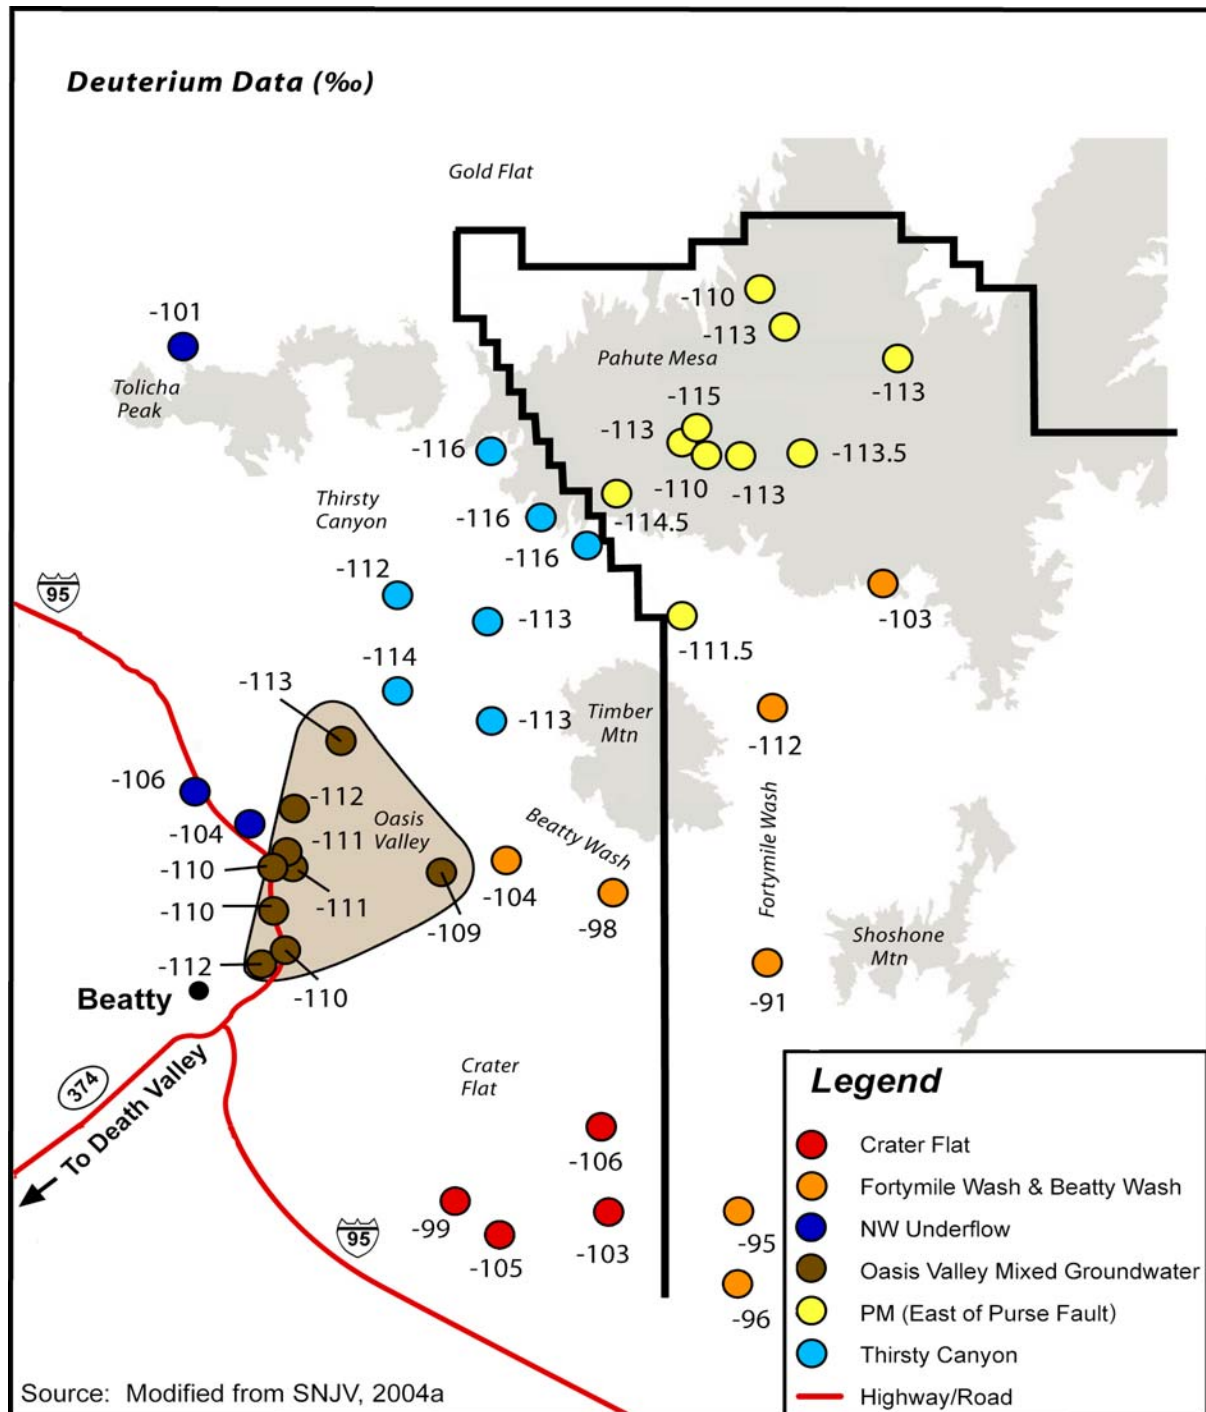 Deuterium Data (‰)
Gold Flat
-101
-110
-113
Pahute Mesa
Tolicha
Peak
-115
-113
-113
-116
-113.5
-110
-113
Thirsty
Canyon
-116
-114.5
-116
-112
95
-103
-113
-111.5
-114
-113
-113
Timber
Mtn
-112
-106
-112
Oasis
Valley
Beatty Wash
Fortymile Wash
-104
-111
-110
-104
-111
-110
-109
-98
Shoshone
Mtn
-112
-110
Beatty
-91
Crater
Flat
374
To Death Valley
-106
-99
-103
-105
95
-95
-96
Legend
Crater Flat
Fortymile Wash & Beatty Wash
NW Underflow
Oasis Valley Mixed Groundwater
PM (East of Purse Fault)
Thirsty Canyon
Highway/Road
Source: Modified from SNJV, 2004a